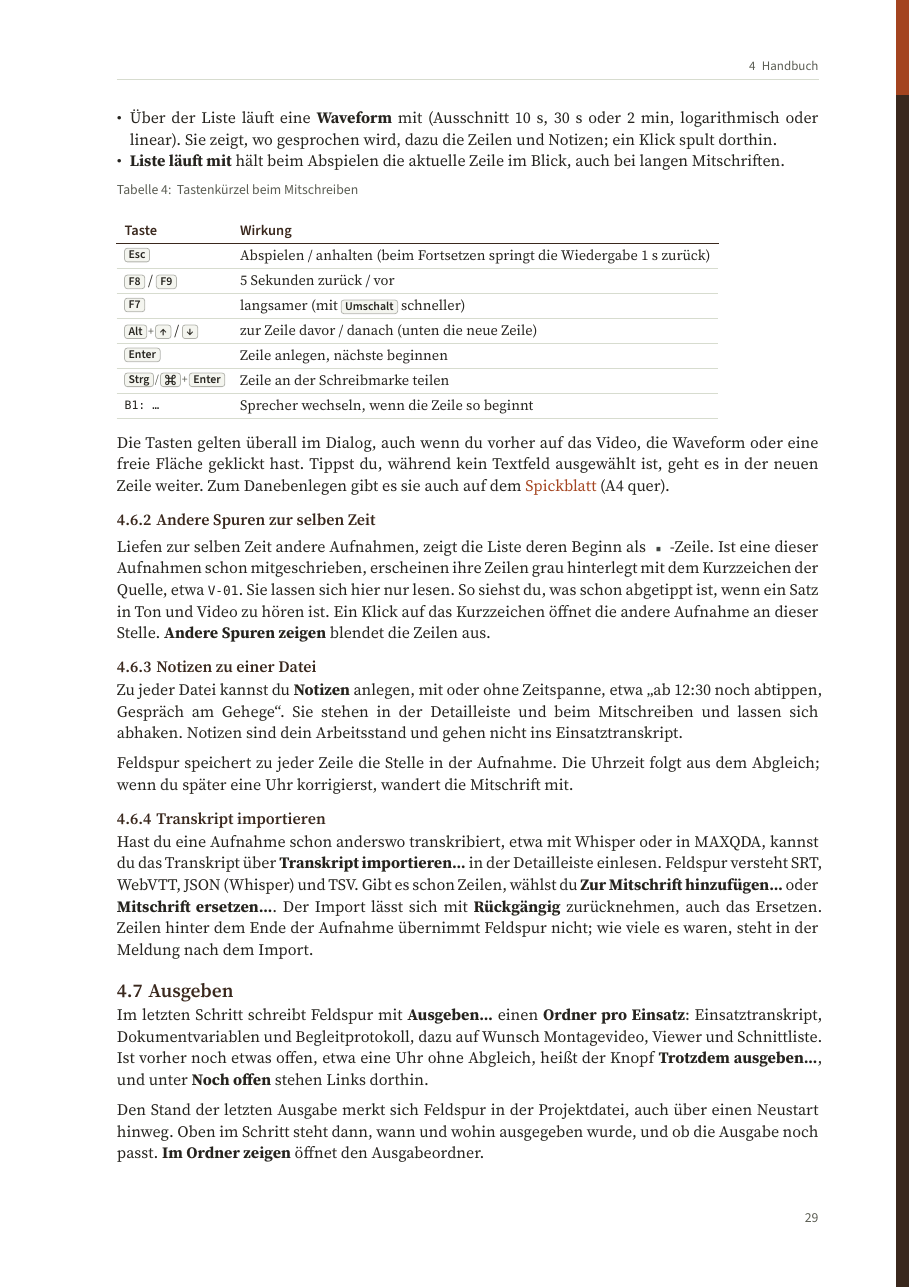 4 Handbuch
• Über der Liste läuft eine Waveform mit (Ausschnitt 10 s, 30 s oder 2 min, logarithmisch oder
linear). Sie zeigt, wo gesprochen wird, dazu die Zeilen und Notizen; ein Klick spult dorthin.
• Liste läuft mit hält beim Abspielen die aktuelle Zeile im Blick, auch bei langen Mitschriften.
Tabelle 4: Tastenkürzel beim Mitschreiben
Taste Wirkung
Esc Abspielen / anhalten (beim Fortsetzen springt die Wiedergabe 1 s zurück)
F8 / F9 5 Sekunden zurück / vor
F7 langsamer (mit Umschalt schneller)
Alt + ↑ / ↓ zur Zeile davor / danach (unten die neue Zeile)
Enter Zeile anlegen, nächste beginnen
Strg / ⌘ + Enter Zeile an der Schreibmarke teilen
B1: … Sprecher wechseln, wenn die Zeile so beginnt
Die Tasten gelten überall im Dialog, auch wenn du vorher auf das Video, die Waveform oder eine
freie Fläche geklickt hast. Tippst du, während kein Textfeld ausgewählt ist, geht es in der neuen
Zeile weiter. Zum Danebenlegen gibt es sie auch auf dem Spickblatt (A4 quer).
4.6.2 Andere Spuren zur selben Zeit
Liefen zur selben Zeit andere Aufnahmen, zeigt die Liste deren Beginn als ▪ -Zeile. Ist eine dieser
Aufnahmen schon mitgeschrieben, erscheinen ihre Zeilen grau hinterlegt mit dem Kurzzeichen der
Quelle, etwa V-01. Sie lassen sich hier nur lesen. So siehst du, was schon abgetippt ist, wenn ein Satz
in Ton und Video zu hören ist. Ein Klick auf das Kurzzeichen öffnet die andere Aufnahme an dieser
Stelle. Andere Spuren zeigen blendet die Zeilen aus.
4.6.3 Notizen zu einer Datei
Zu jeder Datei kannst du Notizen anlegen, mit oder ohne Zeitspanne, etwa „ab 12:30 noch abtippen,
Gespräch am Gehege“. Sie stehen in der Detailleiste und beim Mitschreiben und lassen sich
abhaken. Notizen sind dein Arbeitsstand und gehen nicht ins Einsatztranskript.
Feldspur speichert zu jeder Zeile die Stelle in der Aufnahme. Die Uhrzeit folgt aus dem Abgleich;
wenn du später eine Uhr korrigierst, wandert die Mitschrift mit.
4.6.4 Transkript importieren
Hast du eine Aufnahme schon anderswo transkribiert, etwa mit Whisper oder in MAXQDA, kannst
du das Transkript über Transkript importieren… in der Detailleiste einlesen. Feldspur versteht SRT,
WebVTT, JSON (Whisper) und TSV. Gibt es schon Zeilen, wählst du Zur Mitschrift hinzufügen… oder
Mitschrift ersetzen…. Der Import lässt sich mit Rückgängig zurücknehmen, auch das Ersetzen.
Zeilen hinter dem Ende der Aufnahme übernimmt Feldspur nicht; wie viele es waren, steht in der
Meldung nach dem Import.
4.7 Ausgeben
Im letzten Schritt schreibt Feldspur mit Ausgeben… einen Ordner pro Einsatz: Einsatztranskript,
Dokumentvariablen und Begleitprotokoll, dazu auf Wunsch Montagevideo, Viewer und Schnittliste.
Ist vorher noch etwas offen, etwa eine Uhr ohne Abgleich, heißt der Knopf Trotzdem ausgeben…,
und unter Noch offen stehen Links dorthin.
Den Stand der letzten Ausgabe merkt sich Feldspur in der Projektdatei, auch über einen Neustart
hinweg. Oben im Schritt steht dann, wann und wohin ausgegeben wurde, und ob die Ausgabe noch
passt. Im Ordner zeigen öffnet den Ausgabeordner.
29